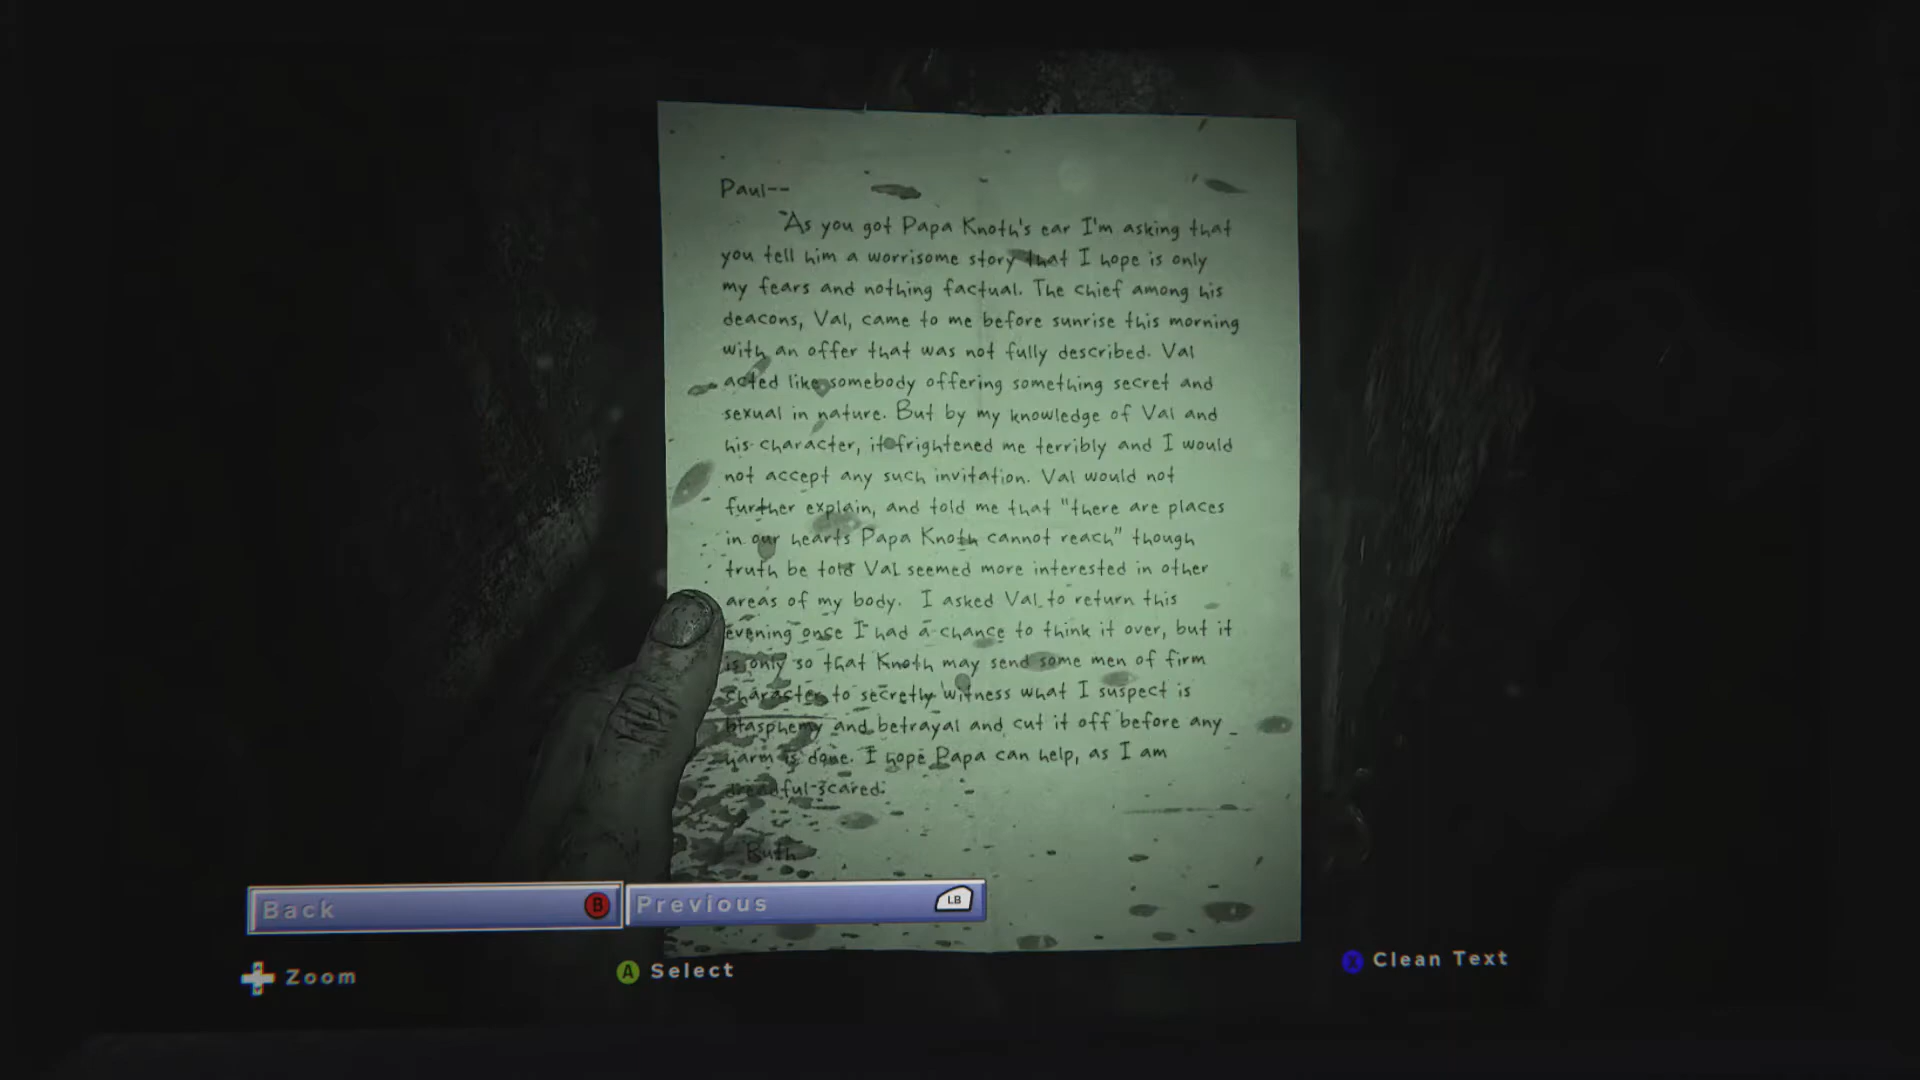 Paul--
As you got Papa Knoth's ear I'm asking that
you tell him a worrisome story that I hope is only
my fears and nothing factual. The chief among his
deacons, Val, came to me before sunrise this morning
with an offer that was not fully described. Val
acted like somebody offering something secret and
sexual in nature. But by my knowledge of Val and
his character, it frightened me terribly and I would
not accept any such invitation. Val would not
further explain, and told me that "there are places
in our hearts Papa Knoth cannot reach" though
truth be told Val seemed more interested in other
areas of my body. I asked Val to return this
evening once I had a chance to think it over, but it
is only so that Knoth may send some men of firm
character to secretly witness what I suspect is
blasphemy and betrayal and cut it off before any
harm is done. I hope Papa can help, as I am
dreadful scared.
Ruth
Back B Previous LB
Zoom
A Select
X Clean Text